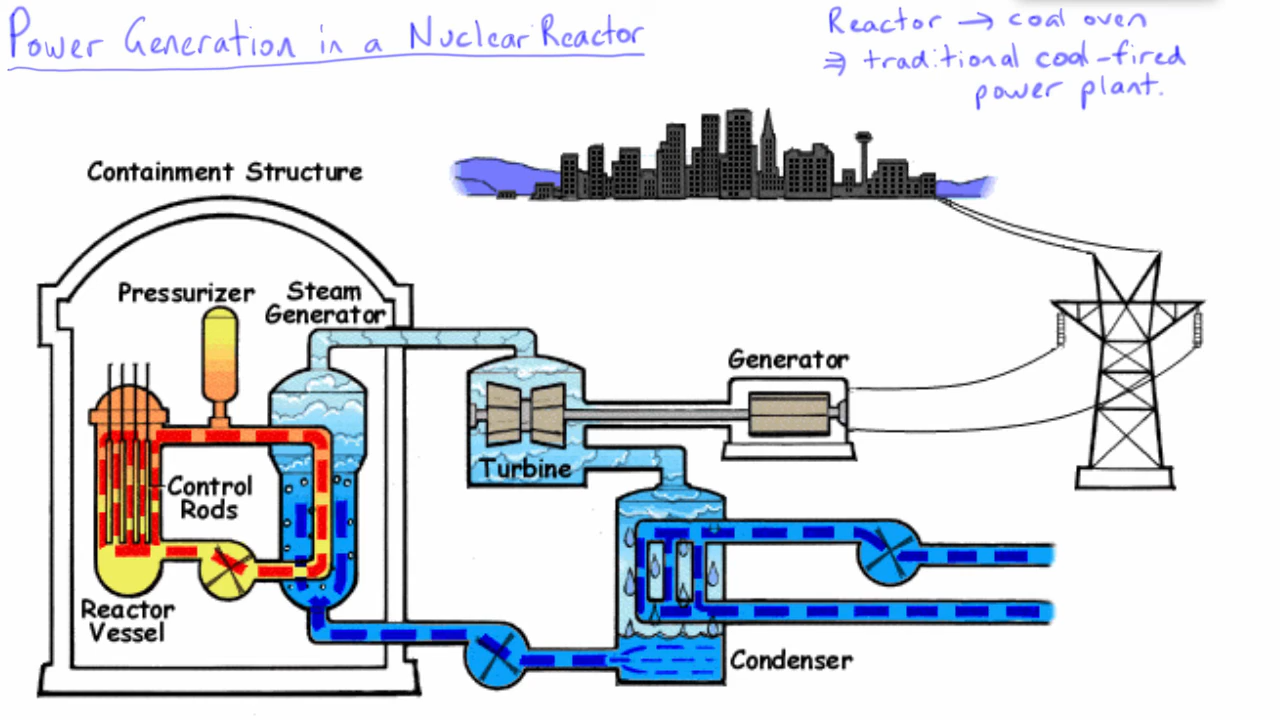 Power Generation in a Nuclear Reactor
Reactor → coal oven
⇒ traditional coal-fired
power plant.
Containment Structure
Pressurizer
Steam
Generator
Control
Rods
Reactor
Vessel
Turbine
Generator
Condenser